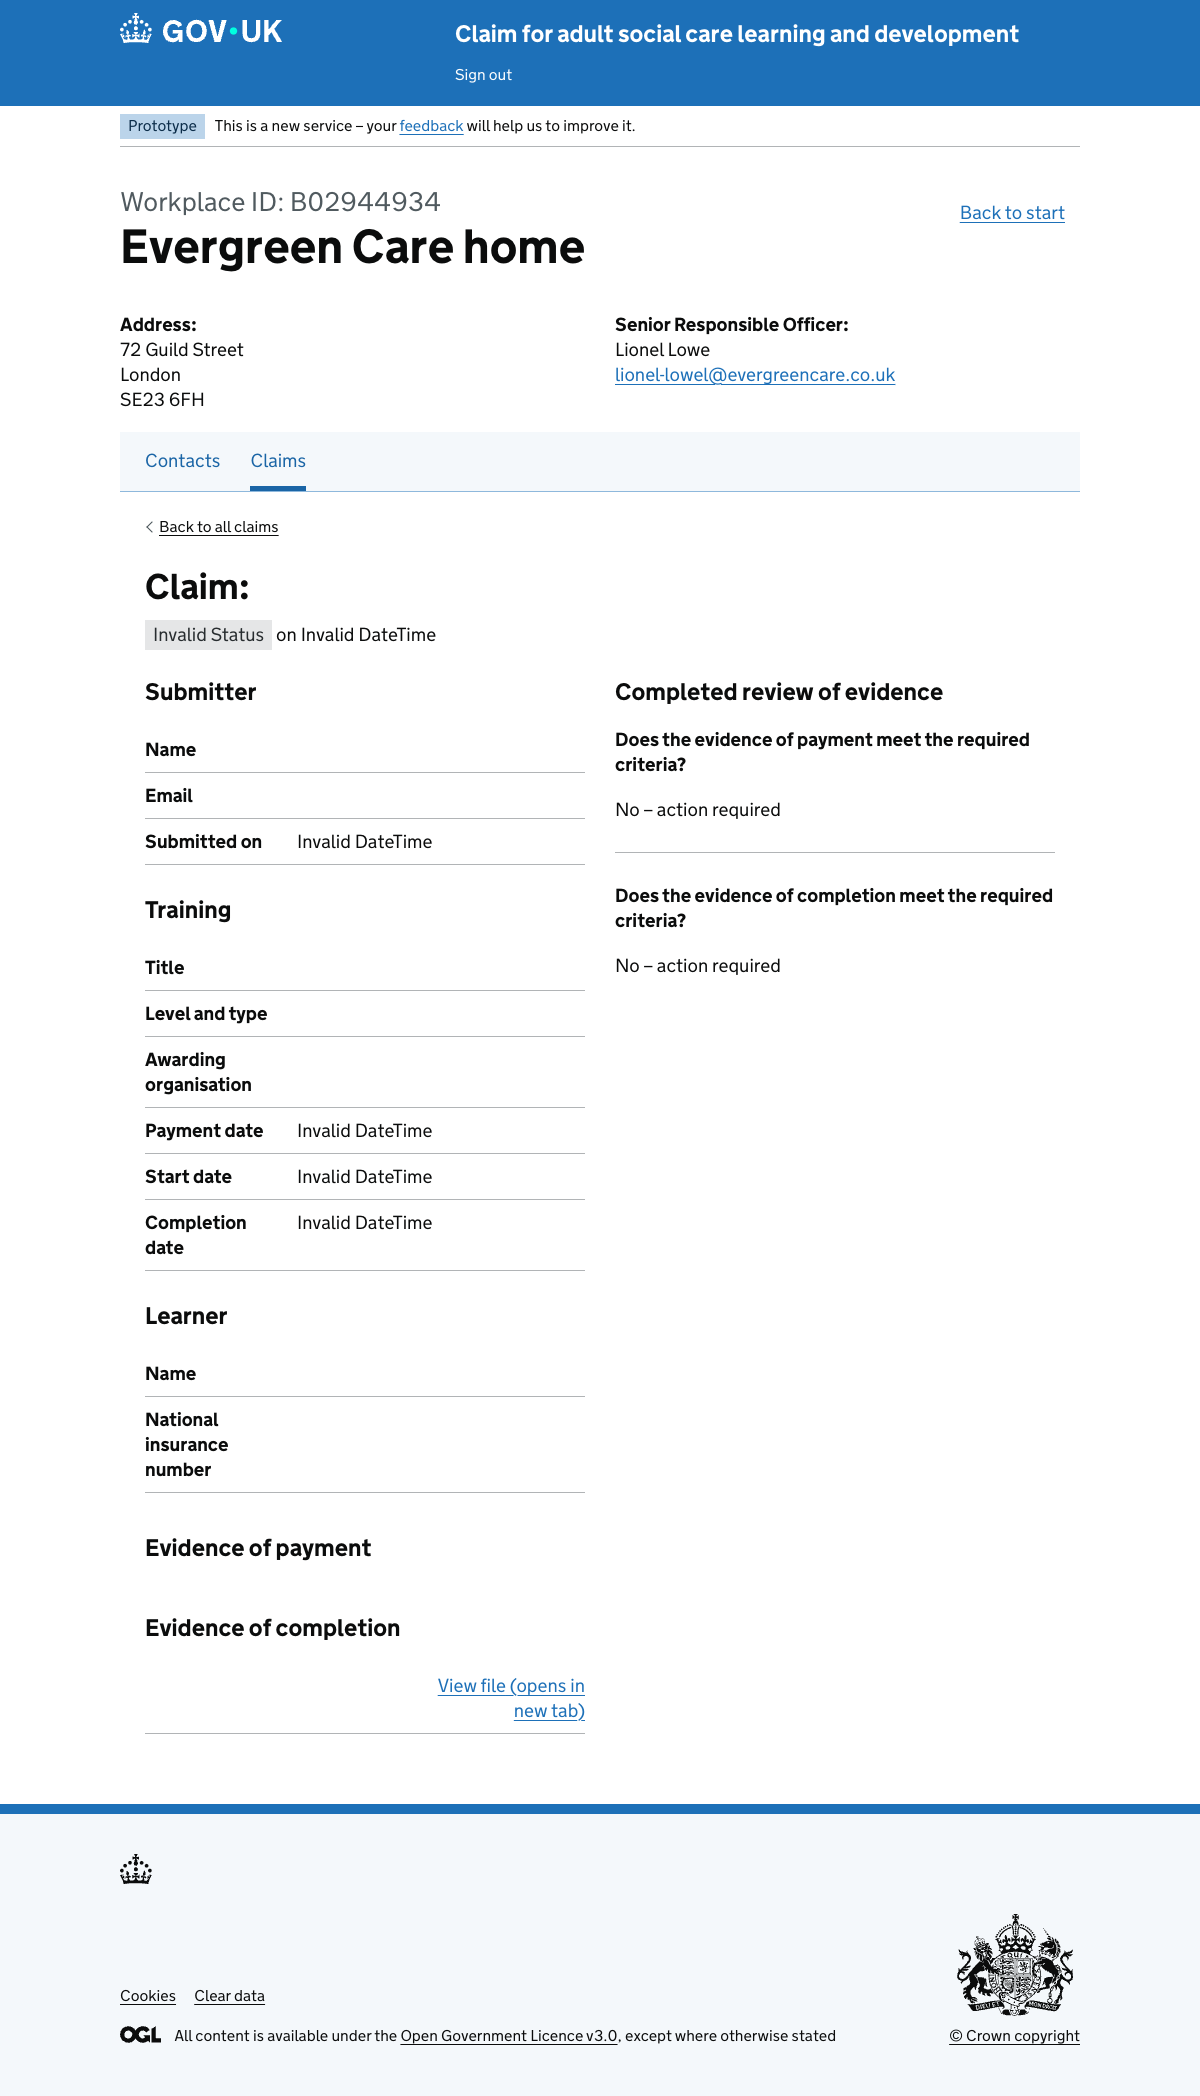 GOV·UK
Claim for adult social care learning and development
Sign out
Prototype This is a new service – your feedback will help us to improve it.
Workplace ID: B02944934
Back to start
Evergreen Care home
Address:
72 Guild Street
London
SE23 6FH
Senior Responsible Officer:
Lionel Lowe
lionel-lowel@evergreencare.co.uk
Contacts Claims
Back to all claims
Claim:
Invalid Status on Invalid DateTime
Submitter
Name
Email
Submitted on Invalid DateTime
Training
Title
Level and type
Awarding
organisation
Payment date Invalid DateTime
Start date Invalid DateTime
Completion Invalid DateTime
date
Learner
Name
National
insurance
number
Evidence of payment
Evidence of completion
View file (opens in
new tab)
Completed review of evidence
Does the evidence of payment meet the required
criteria?
No – action required
Does the evidence of completion meet the required
criteria?
No – action required
Cookies Clear data
OGL All content is available under the Open Government Licence v3.0, except where otherwise stated
© Crown copyright